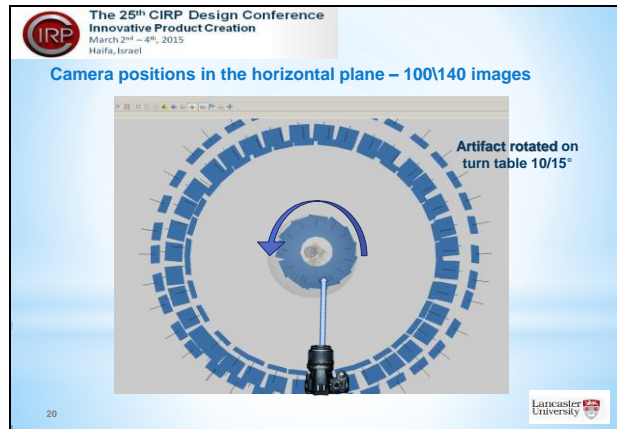 CIRP
The 25th CIRP Design Conference
Innovative Product Creation
March 2nd – 4th, 2015
Haifa, Israel
Camera positions in the horizontal plane – 100\140 images
Artifact rotated on
turn table 10/15°
20
Lancaster
University